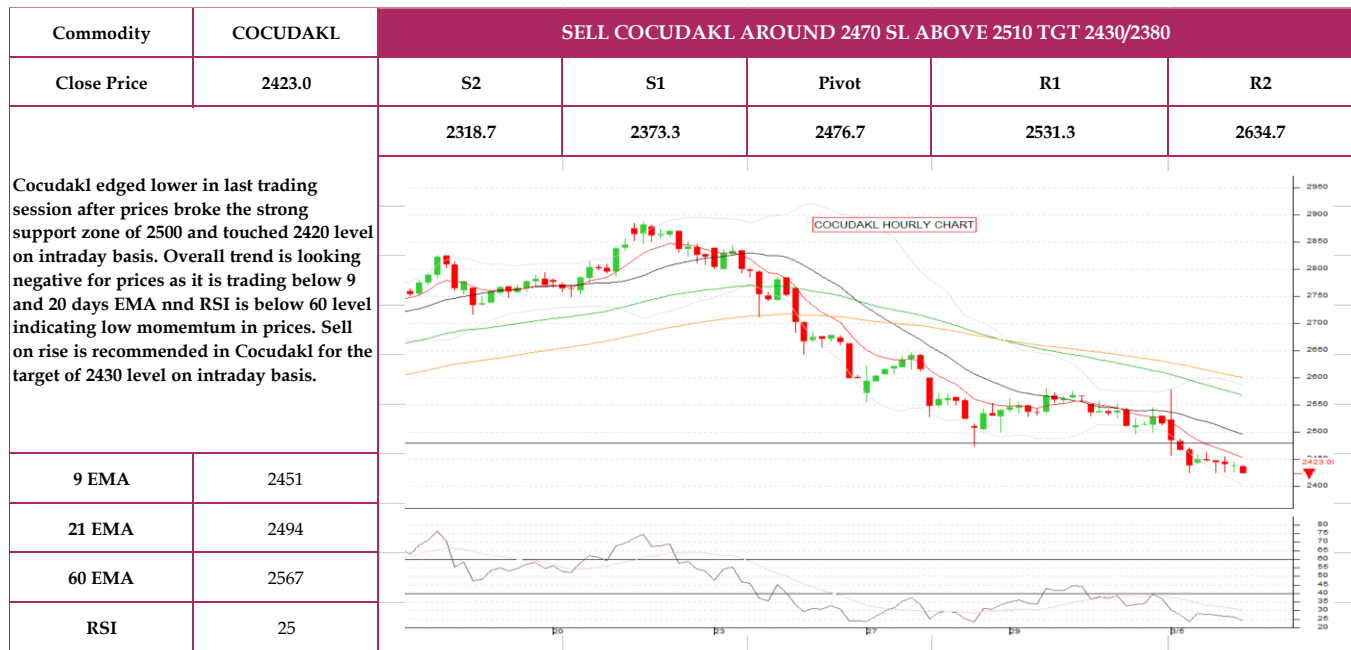 Commodity COCUDAKL SELL COCUDAKL AROUND 2470 SL ABOVE 2510 TGT 2430/2380
Close Price 2423.0 S2 S1 Pivot R1 R2
2318.7 2373.3 2476.7 2531.3 2634.7
Cocudakl edged lower in last trading
session after prices broke the strong
support zone of 2500 and touched 2420 level
on intraday basis. Overall trend is looking
negative for prices as it is trading below 9
and 20 days EMA nnd RSI is below 60 level
indicating low momemtum in prices. Sell
on rise is recommended in Cocudakl for the
target of 2430 level on intraday basis.
9 EMA 2451
21 EMA 2494
60 EMA 2567
RSI 25
COCUDAKL HOURLY CHART
2950
2900
2850
2800
2750
2700
2650
2600
2550
2500
2450
2423.00
2400
80
75
70
65
60
55
50
45
40
35
30
25
20
20 23 27 29 3/5